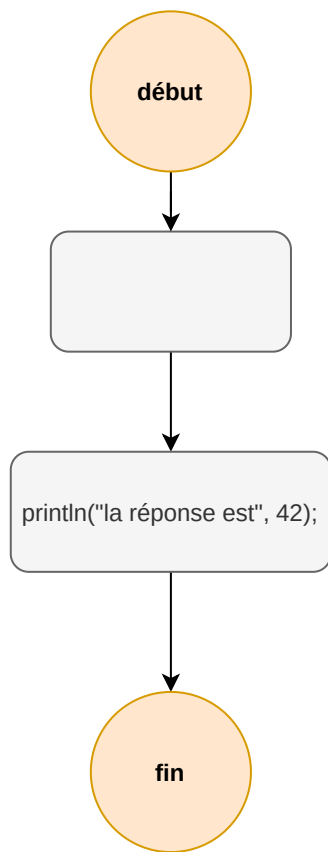 début
println("la réponse est", 42);
fin